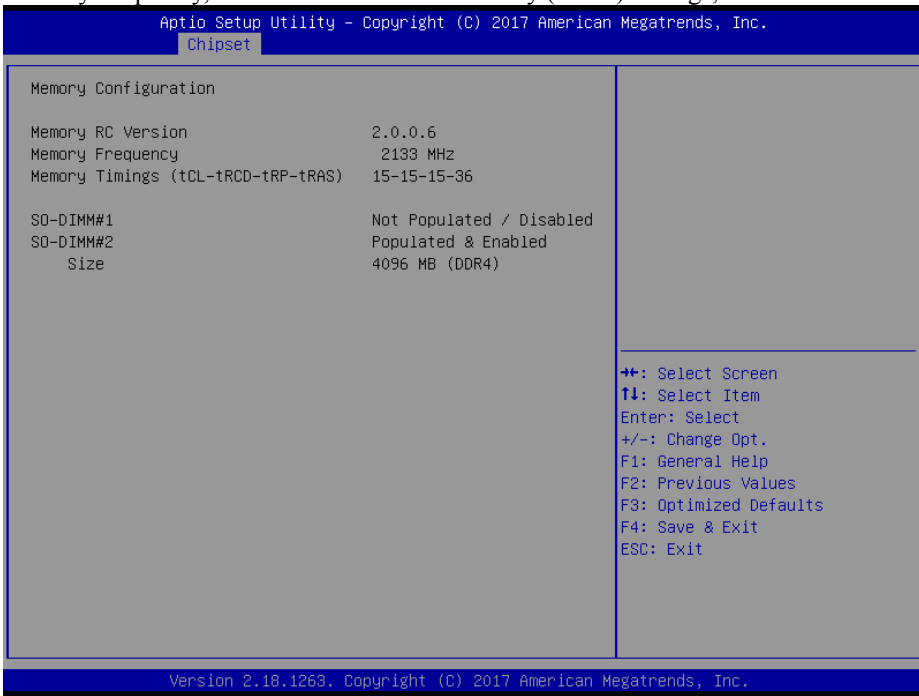 Aptio Setup Utility – Copyright (C) 2017 American Megatrends, Inc.
Chipset
Memory Configuration
Memory RC Version 2.0.0.6
Memory Frequency 2133 MHz
Memory Timings (tCL-tRCD-tRP-tRAS) 15-15-15-36
SO-DIMM#1 Not Populated / Disabled
SO-DIMM#2 Populated & Enabled
Size 4096 MB (DDR4)
→←: Select Screen
↑↓: Select Item
Enter: Select
+/-: Change Opt.
F1: General Help
F2: Previous Values
F3: Optimized Defaults
F4: Save & Exit
ESC: Exit
Version 2.18.1263. Copyright (C) 2017 American Megatrends, Inc.